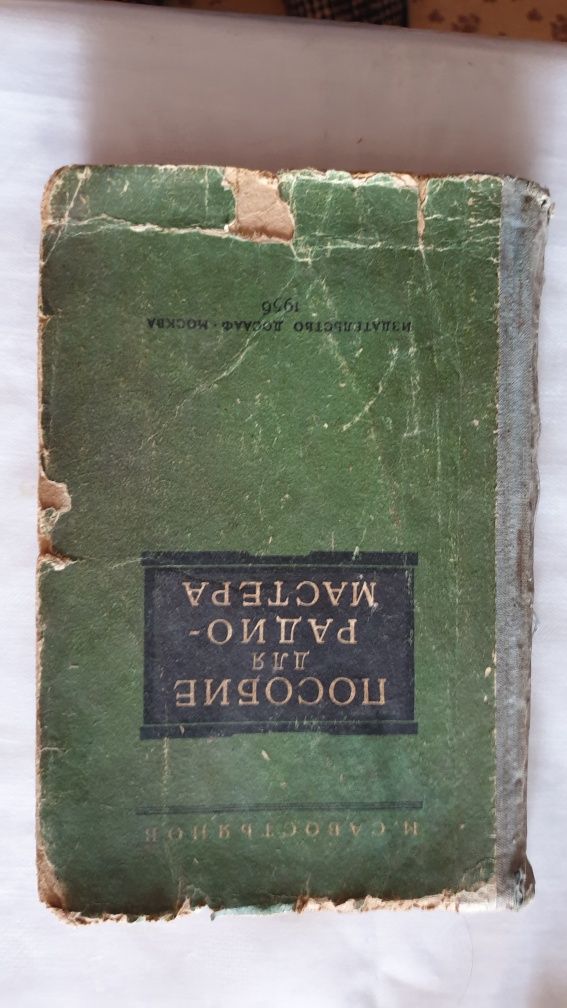 И. САВОСТЬЯНОВ
ПОСОБИЕ
ДЛЯ
РАДИО-
МАСТЕРА
ИЗДАТЕЛЬСТВО ДОСААФ • МОСКВА
1956